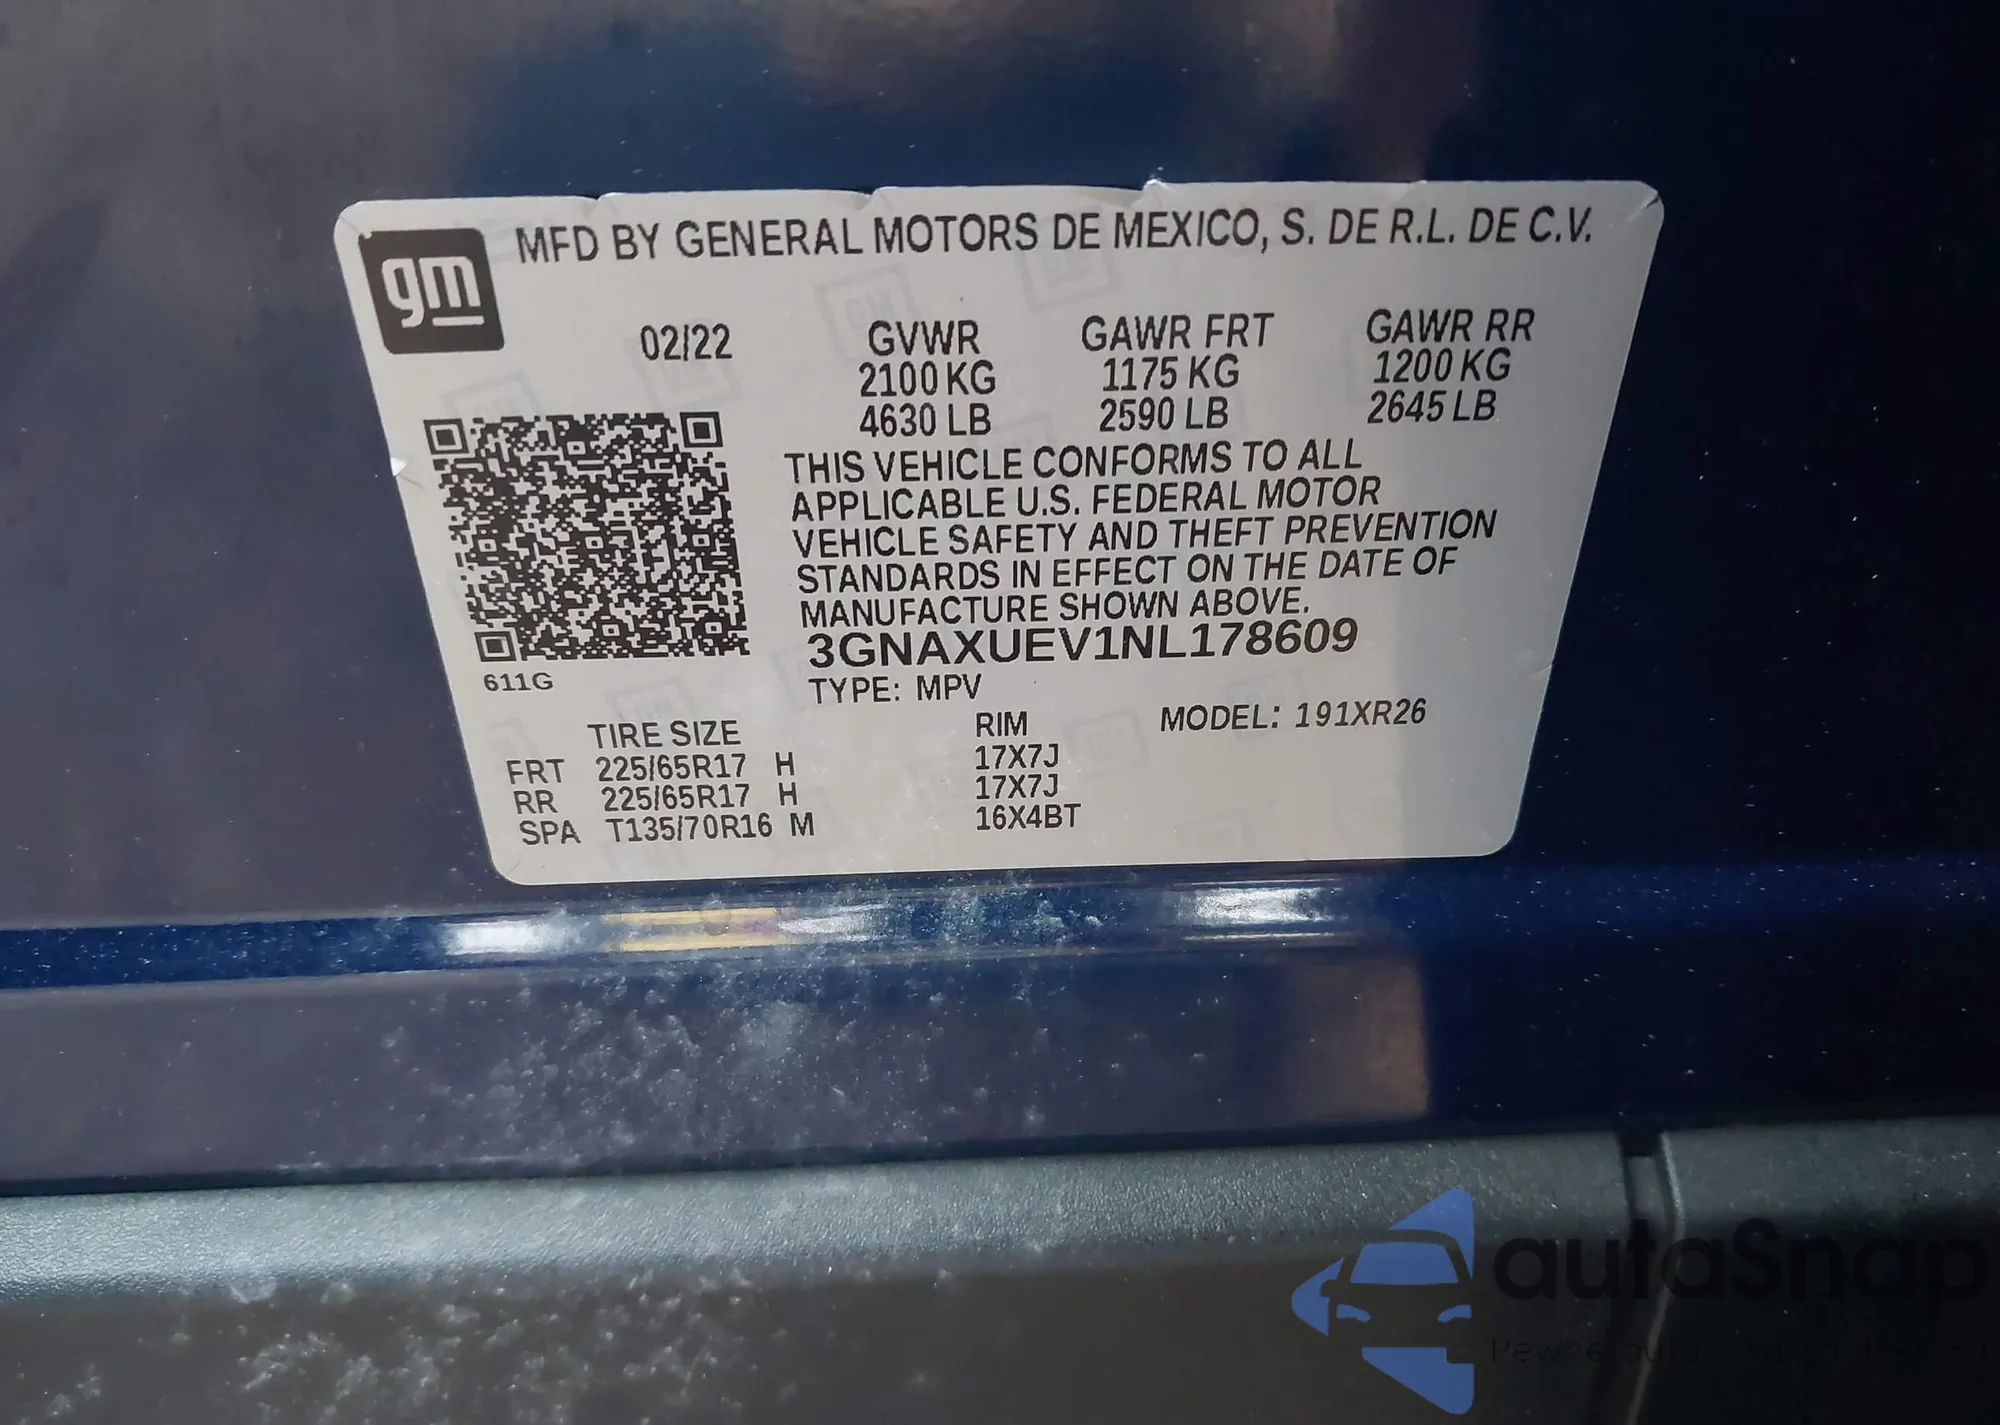 gm
MFD BY GENERAL MOTORS DE MEXICO, S. DE R.L. DE C.V.
02/22 GVWR GAWR FRT GAWR RR
2100 KG 1175 KG 1200 KG
4630 LB 2590 LB 2645 LB
THIS VEHICLE CONFORMS TO ALL
APPLICABLE U.S. FEDERAL MOTOR
VEHICLE SAFETY AND THEFT PREVENTION
STANDARDS IN EFFECT ON THE DATE OF
MANUFACTURE SHOWN ABOVE.
3GNAXUEV1NL178609
611G
TYPE: MPV
TIRE SIZE RIM MODEL: 191XR26
FRT 225/65R17 H 17X7J
RR 225/65R17 H 17X7J
SPA T135/70R16 M 16X4BT
autaSnap